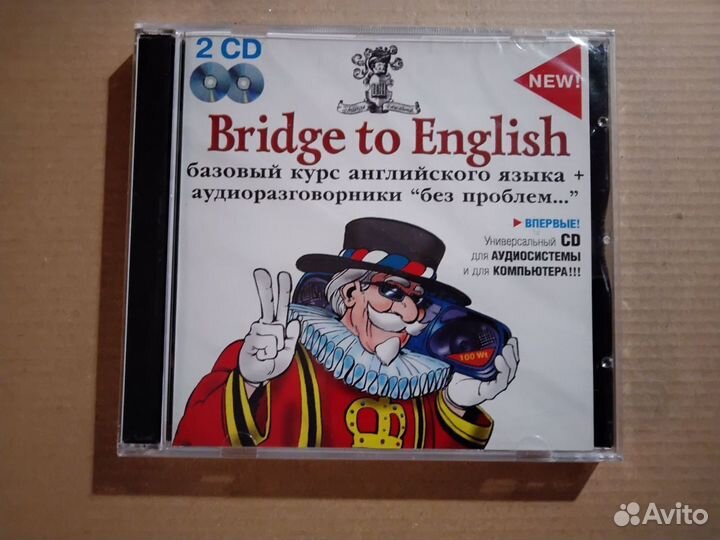 2 CD
NEW!
Bridge to English
базовый курс английского языка +
аудиоразговорники “без проблем...”
ВПЕРВЫЕ!
Универсальный CD
для АУДИОСИСТЕМЫ
и для КОМПЬЮТЕРА!!!
100 Wt
Avito